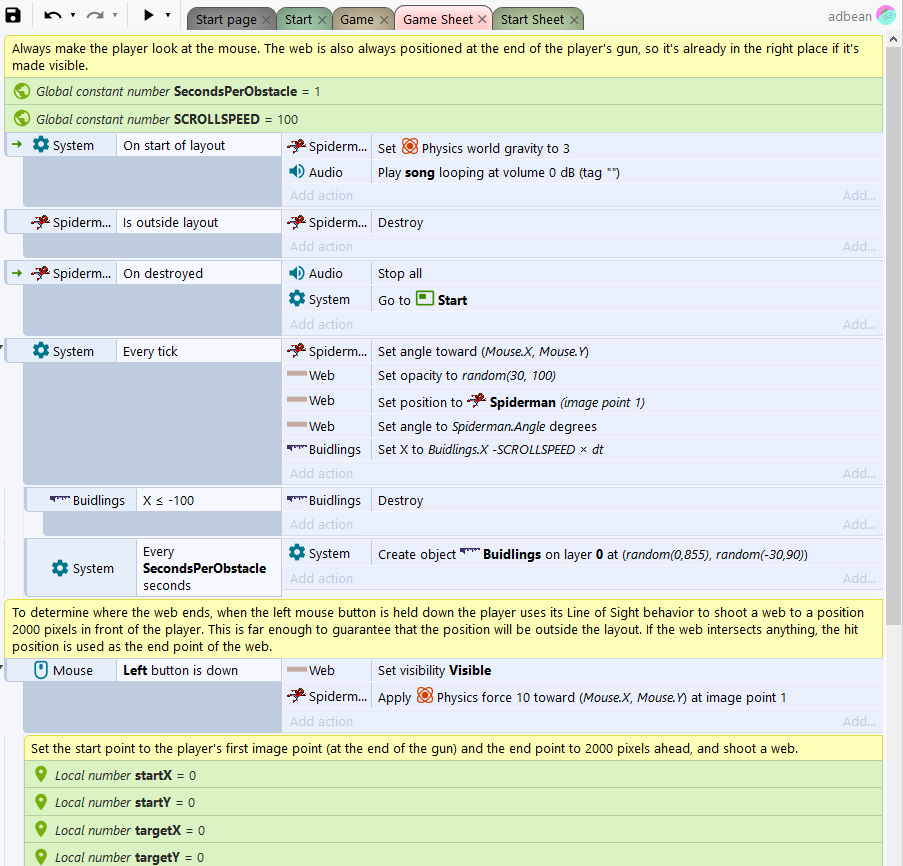 Start page × Start × Game × Game Sheet × Start Sheet × adbean
Always make the player look at the mouse. The web is also always positioned at the end of the player's gun, so it's already in the right place if it's
made visible.
Global constant number SecondsPerObstacle = 1
Global constant number SCROLLSPEED = 100
System On start of layout Spiderm... Set Physics world gravity to 3
Audio Play song looping at volume 0 dB (tag "")
Add action Add...
Spiderm... Is outside layout Spiderm... Destroy
Add action Add...
Spiderm... On destroyed Audio Stop all
System Go to Start
Add action Add...
System Every tick Spiderm... Set angle toward (Mouse.X, Mouse.Y)
Web Set opacity to random(30, 100)
Web Set position to Spiderman (image point 1)
Web Set angle to Spiderman.Angle degrees
Buidlings Set X to Buidlings.X -SCROLLSPEED × dt
Add action Add...
Buidlings X ≤ -100 Buidlings Destroy
Add action Add...
System Every
SecondsPerObstacle
seconds
System Create object Buidlings on layer 0 at (random(0,855), random(-30,90))
Add action Add...
To determine where the web ends, when the left mouse button is held down the player uses its Line of Sight behavior to shoot a web to a position
2000 pixels in front of the player. This is far enough to guarantee that the position will be outside the layout. If the web intersects anything, the hit
position is used as the end point of the web.
Mouse Left button is down Web Set visibility Visible
Spiderm... Apply Physics force 10 toward (Mouse.X, Mouse.Y) at image point 1
Add action Add...
Set the start point to the player's first image point (at the end of the gun) and the end point to 2000 pixels ahead, and shoot a web.
Local number startX = 0
Local number startY = 0
Local number targetX = 0
Local number targetY = 0